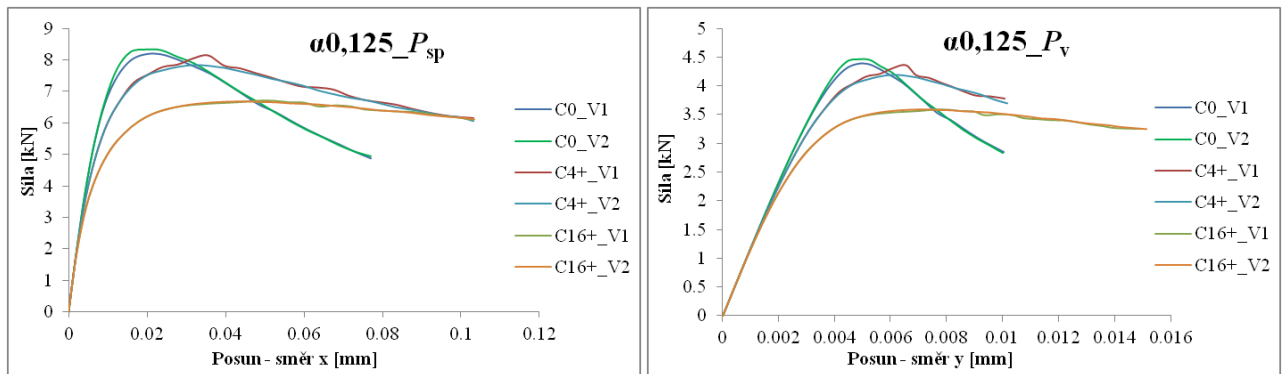 α0,125_Psp
9
8
7
6
5
4
3
2
1
0
Síla [kN]
0
0.02
0.04
0.06
0.08
0.1
0.12
Posun - směr x [mm]
C0_V1
C0_V2
C4+_V1
C4+_V2
C16+_V1
C16+_V2
α0,125_Pv
5
4.5
4
3.5
3
2.5
2
1.5
1
0.5
0
Síla [kN]
0
0.002
0.004
0.006
0.008
0.01
0.012
0.014
0.016
Posun - směr y [mm]
C0_V1
C0_V2
C4+_V1
C4+_V2
C16+_V1
C16+_V2